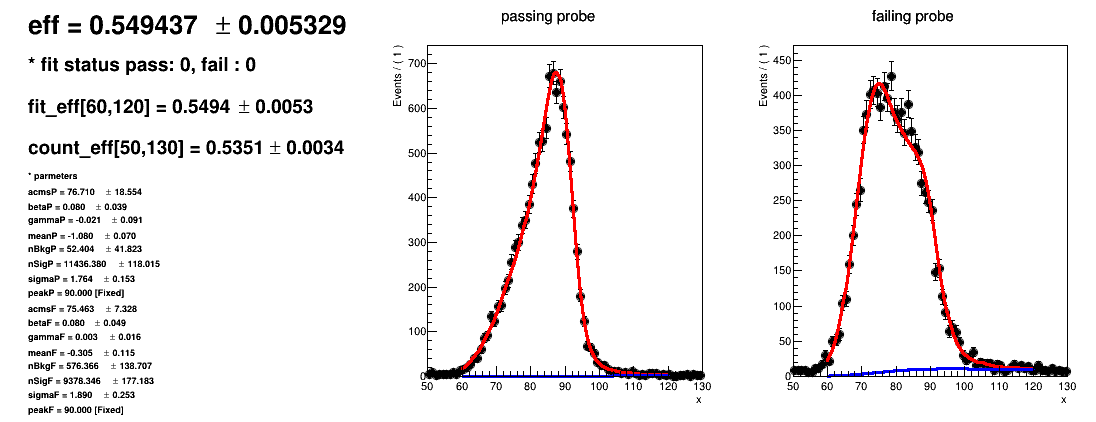 eff = 0.549437 ± 0.005329
* fit status pass: 0, fail : 0
fit_eff[60,120] = 0.5494 ± 0.0053
count_eff[50,130] = 0.5351 ± 0.0034
* parmeters
acmsP = 76.710 ± 18.554
betaP = 0.080 ± 0.039
gammaP = -0.021 ± 0.091
meanP = -1.080 ± 0.070
nBkgP = 52.404 ± 41.823
nSigP = 11436.380 ± 118.015
sigmaP = 1.764 ± 0.153
peakP = 90.000 [Fixed]
acmsF = 75.463 ± 7.328
betaF = 0.080 ± 0.049
gammaF = 0.003 ± 0.016
meanF = -0.305 ± 0.115
nBkgF = 576.366 ± 138.707
nSigF = 9378.346 ± 177.183
sigmaF = 1.890 ± 0.253
peakF = 90.000 [Fixed]
passing probe
Events / ( 1 )
700
600
500
400
300
200
100
0
50 60 70 80 90 100 110 120 130
x
failing probe
Events / ( 1 )
450
400
350
300
250
200
150
100
50
0
50 60 70 80 90 100 110 120 130
x